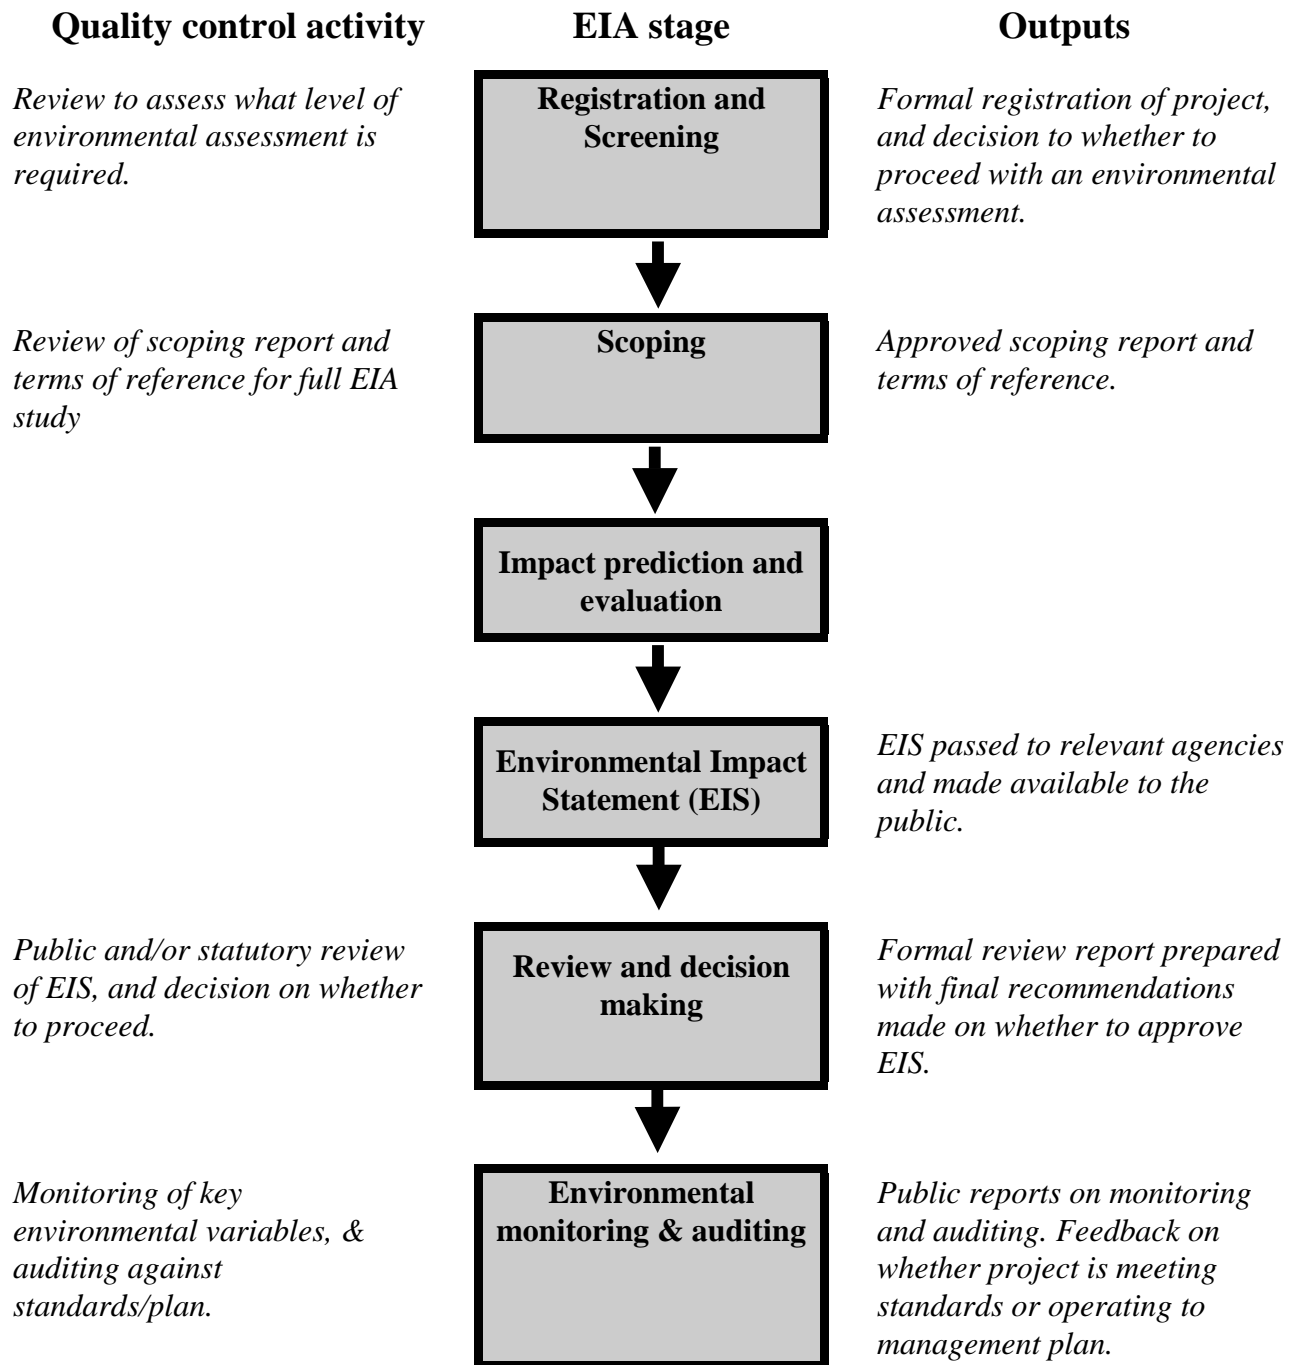 Quality control activity
EIA stage
Outputs
Review to assess what level of
environmental assessment is
required.
Registration and
Screening
Formal registration of project,
and decision to whether to
proceed with an environmental
assessment.
Review of scoping report and
terms of reference for full EIA
study
Scoping
Approved scoping report and
terms of reference.
Impact prediction and
evaluation
Environmental Impact
Statement (EIS)
EIS passed to relevant agencies
and made available to the
public.
Public and/or statutory review
of EIS, and decision on whether
to proceed.
Review and decision
making
Formal review report prepared
with final recommendations
made on whether to approve
EIS.
Monitoring of key
environmental variables, &
auditing against
standards/plan.
Environmental
monitoring & auditing
Public reports on monitoring
and auditing. Feedback on
whether project is meeting
standards or operating to
management plan.